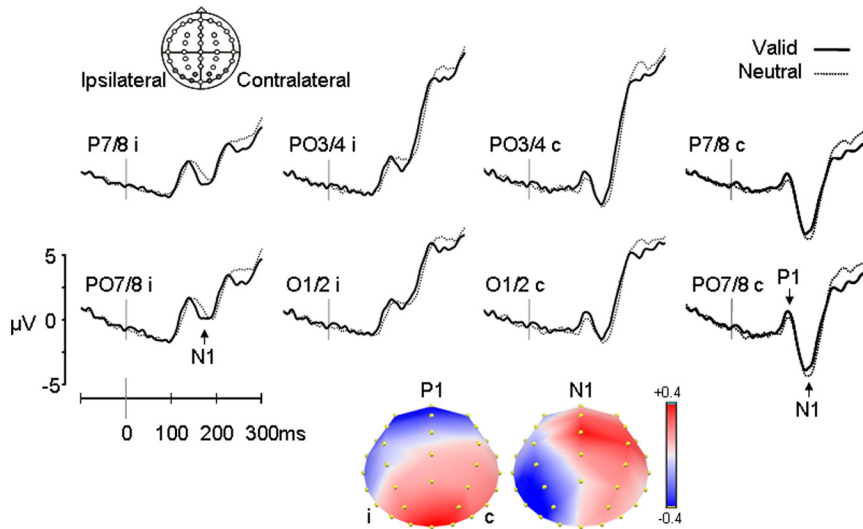 Ipsilateral Contralateral
Valid
Neutral
P7/8 i PO3/4 i PO3/4 c P7/8 c
5
0
-5
µV
PO7/8 i O1/2 i O1/2 c PO7/8 c
P1
N1
N1
0 100 200 300ms
P1 N1
+0.4
-0.4
i c